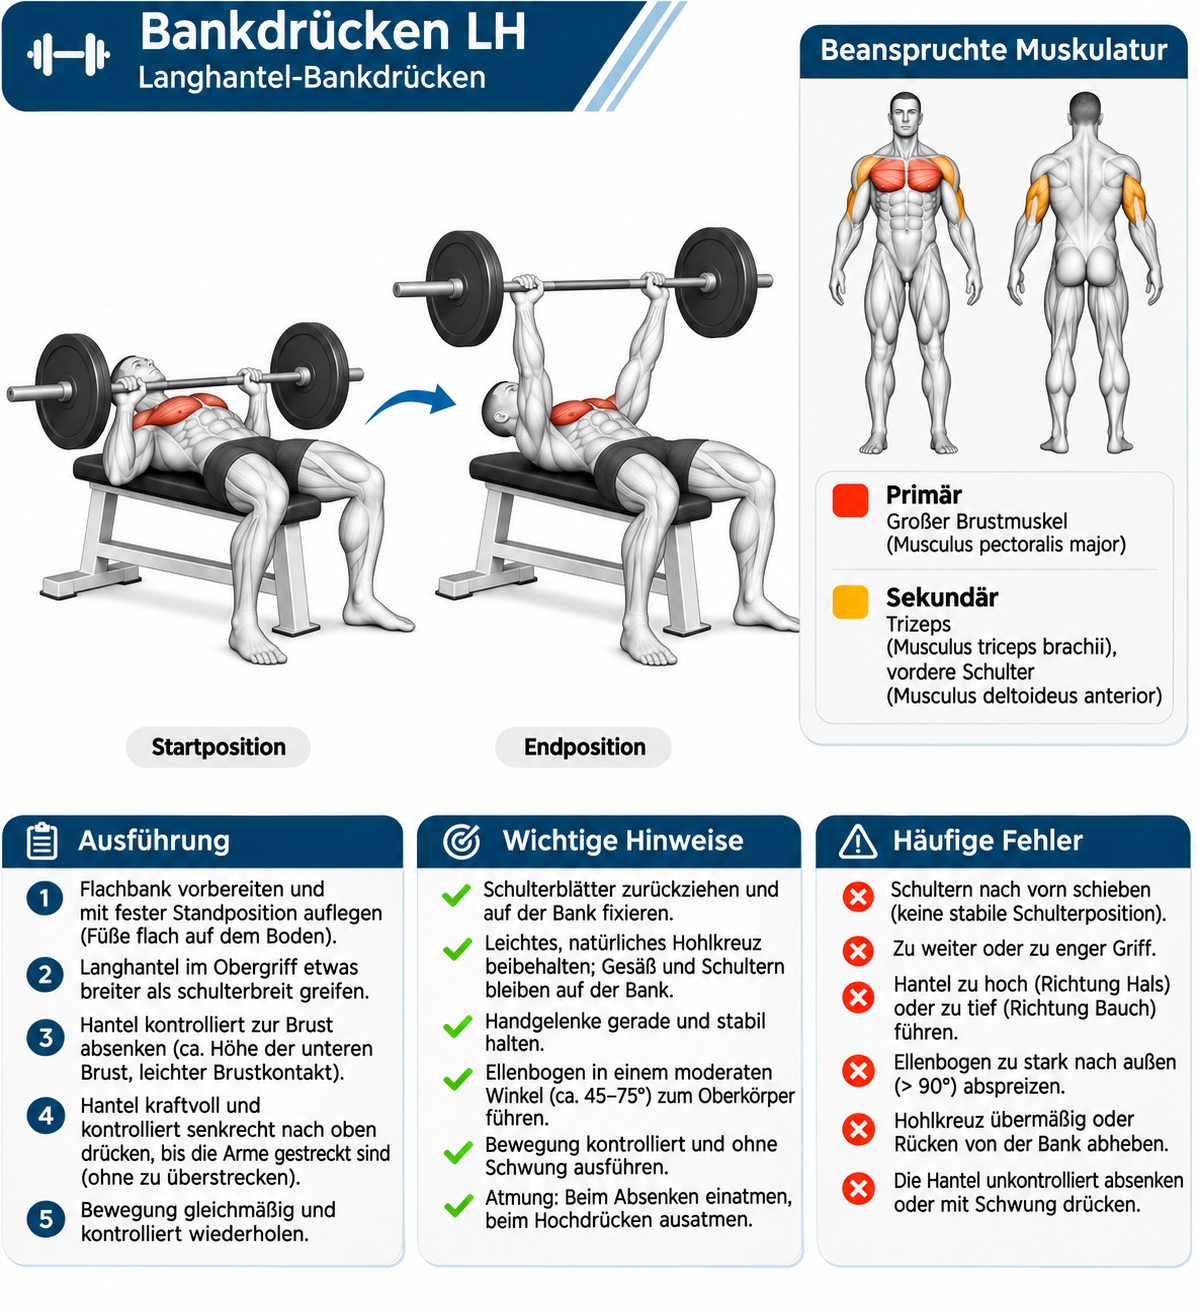 Bankdrücken LH
Langhantel-Bankdrücken
Beanspruchte Muskulatur
Primär
Großer Brustmuskel
(Musculus pectoralis major)
Sekundär
Trizeps
(Musculus triceps brachii),
vordere Schulter
(Musculus deltoideus anterior)
Startposition
Endposition
Ausführung
1 Flachbank vorbereiten und
mit fester Standposition auflegen
(Füße flach auf dem Boden).
2 Langhantel im Obergriff etwas
breiter als schulterbreit greifen.
3 Hantel kontrolliert zur Brust
absenken (ca. Höhe der unteren
Brust, leichter Brustkontakt).
4 Hantel kraftvoll und
kontrolliert senkrecht nach oben
drücken, bis die Arme gestreckt sind
(ohne zu überstrecken).
5 Bewegung gleichmäßig und
kontrolliert wiederholen.
Wichtige Hinweise
Schulterblätter zurückziehen und
auf der Bank fixieren.
Leichtes, natürliches Hohlkreuz
beibehalten; Gesäß und Schultern
bleiben auf der Bank.
Handgelenke gerade und stabil
halten.
Ellenbogen in einem moderaten
Winkel (ca. 45–75°) zum Oberkörper
führen.
Bewegung kontrolliert und ohne
Schwung ausführen.
Atmung: Beim Absenken einatmen,
beim Hochdrücken ausatmen.
Häufige Fehler
Schultern nach vorn schieben
(keine stabile Schulterposition).
Zu weiter oder zu enger Griff.
Hantel zu hoch (Richtung Hals)
oder zu tief (Richtung Bauch)
führen.
Ellenbogen zu stark nach außen
(> 90°) abspreizen.
Hohlkreuz übermäßig oder
Rücken von der Bank abheben.
Die Hantel unkontrolliert absenken
oder mit Schwung drücken.